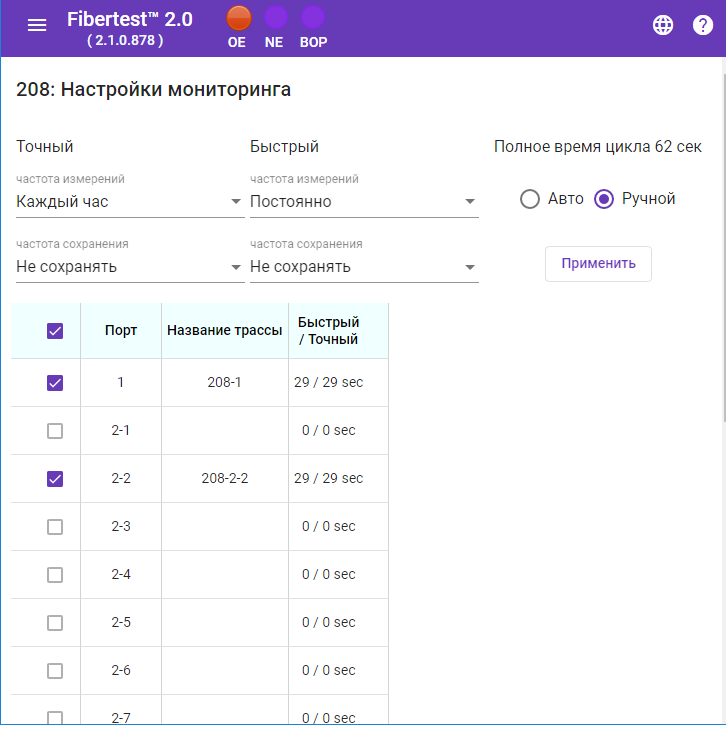 Fibertest™ 2.0
( 2.1.0.878 )
OE NE BOP
?
208: Настройки мониторинга
Точный Быстрый Полное время цикла 62 сек
частота измерений частота измерений
Каждый час Постоянно
Авто Ручной
частота сохранения частота сохранения
Не сохранять Не сохранять
Применить
Порт Название трассы Быстрый / Точный
1 208-1 29 / 29 sec
2-1 0 / 0 sec
2-2 208-2-2 29 / 29 sec
2-3 0 / 0 sec
2-4 0 / 0 sec
2-5 0 / 0 sec
2-6 0 / 0 sec
2-7 0 / 0 sec